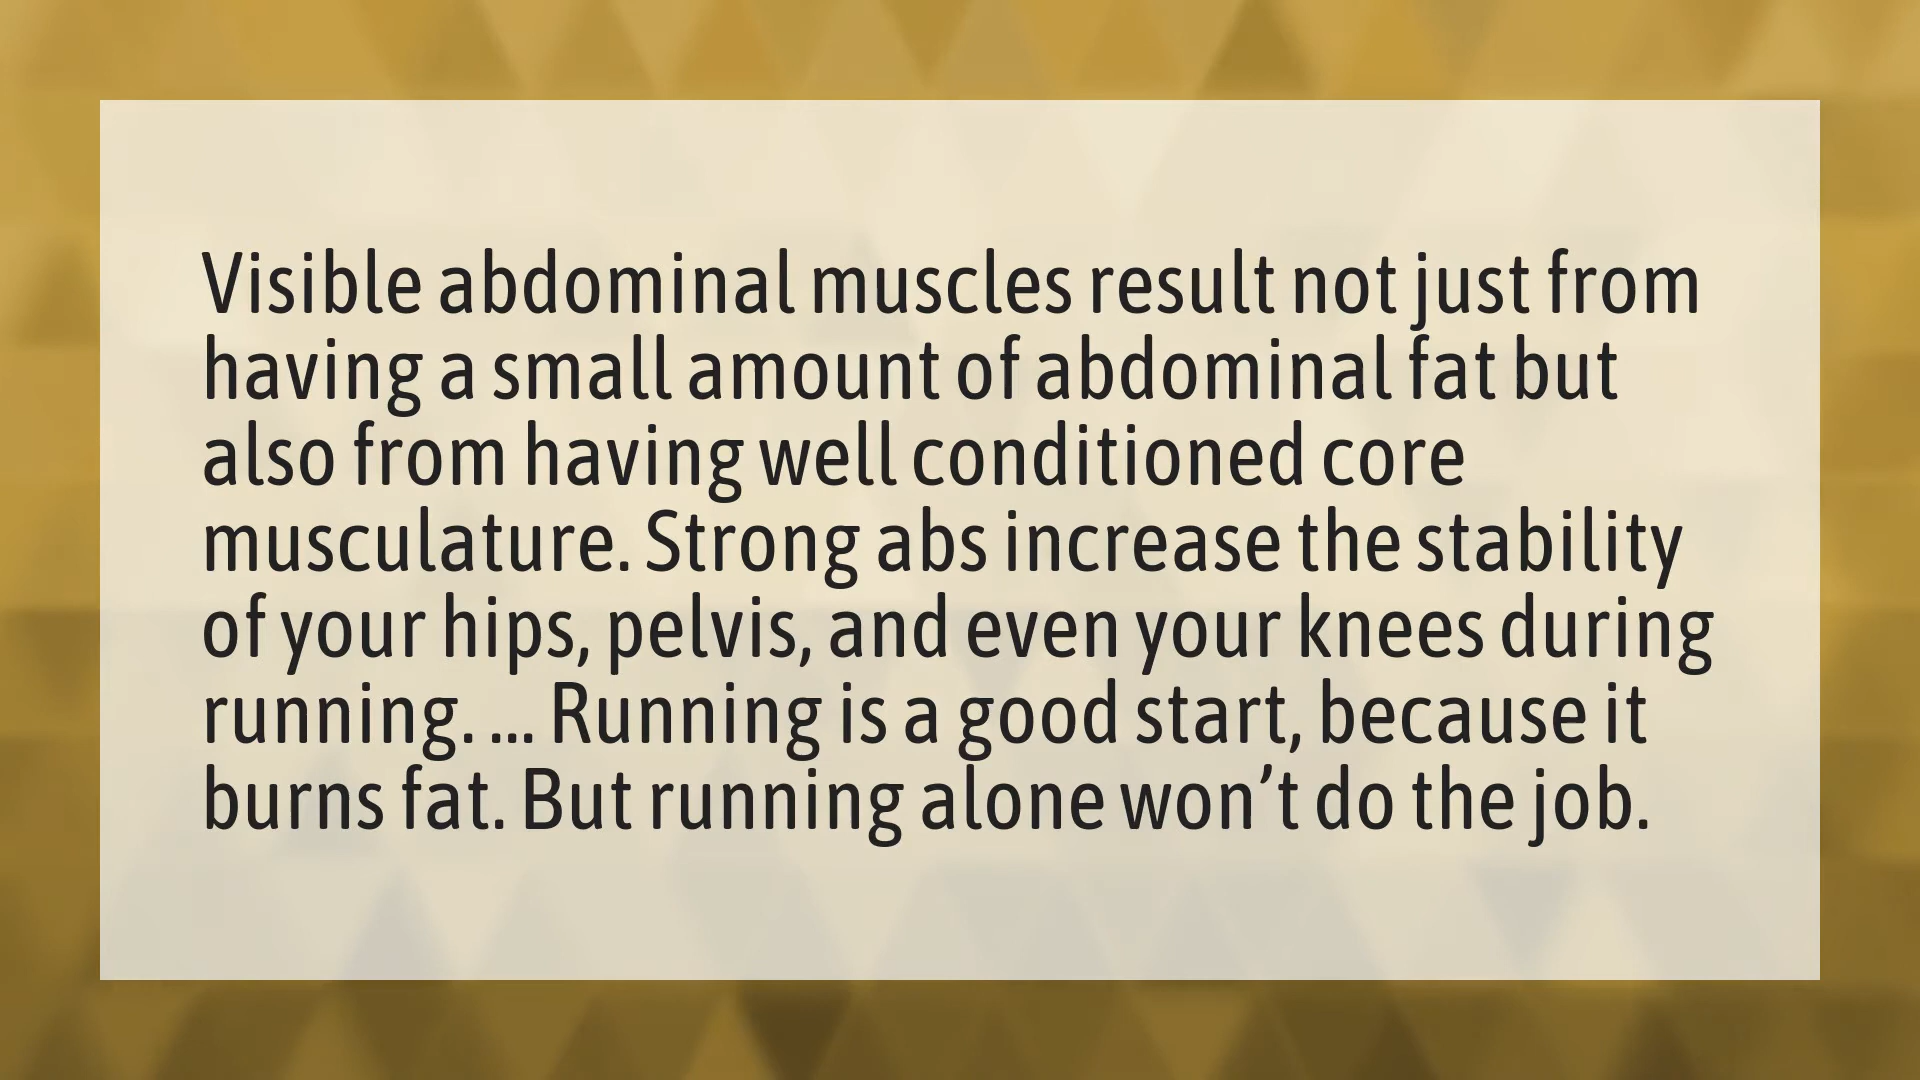 Visible abdominal muscles result not just from
having a small amount of abdominal fat but
also from having well conditioned core
musculature. Strong abs increase the stability
of your hips, pelvis, and even your knees during
running. ... Running is a good start, because it
burns fat. But running alone won’t do the job.